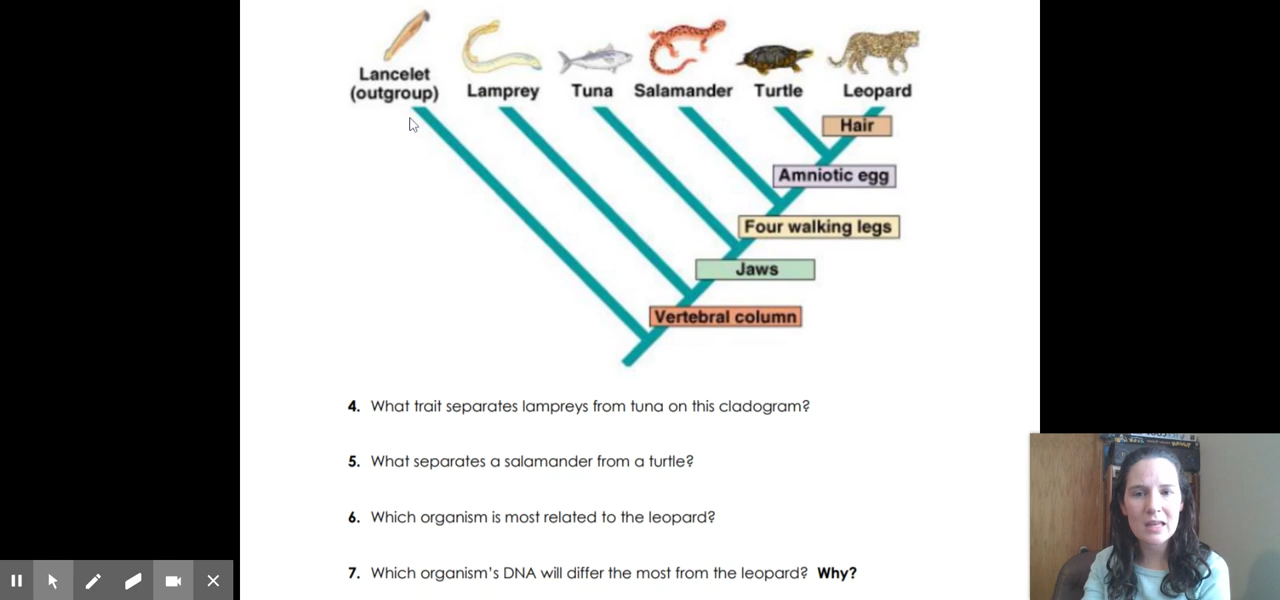 Lancelet
(outgroup)
Lamprey
Tuna
Salamander
Turtle
Leopard
Hair
Amniotic egg
Four walking legs
Jaws
Vertebral column
4. What trait separates lampreys from tuna on this cladogram?
5. What separates a salamander from a turtle?
6. Which organism is most related to the leopard?
7. Which organism's DNA will differ the most from the leopard? Why?